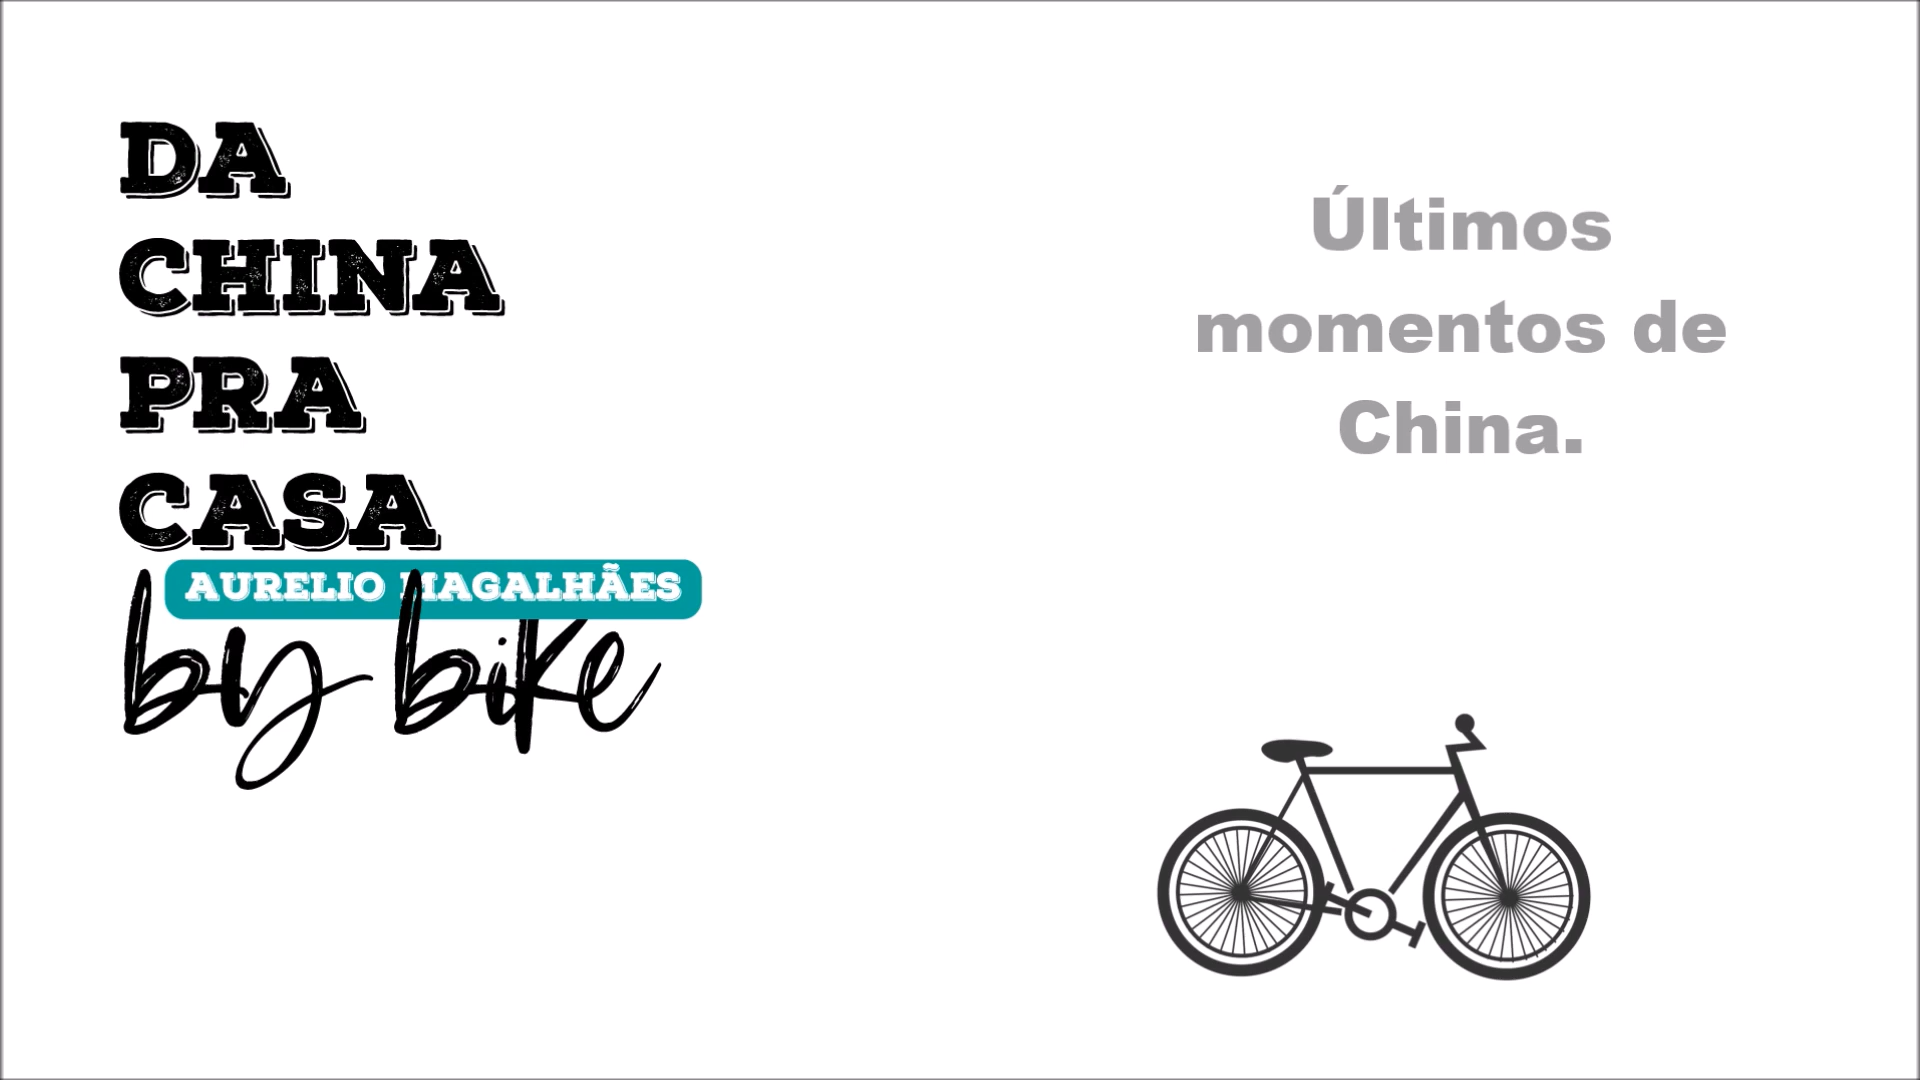 DA
CHINA
PRA
CASA
AURELIO MAGALHÃES
by bike
Últimos
momentos de
China.